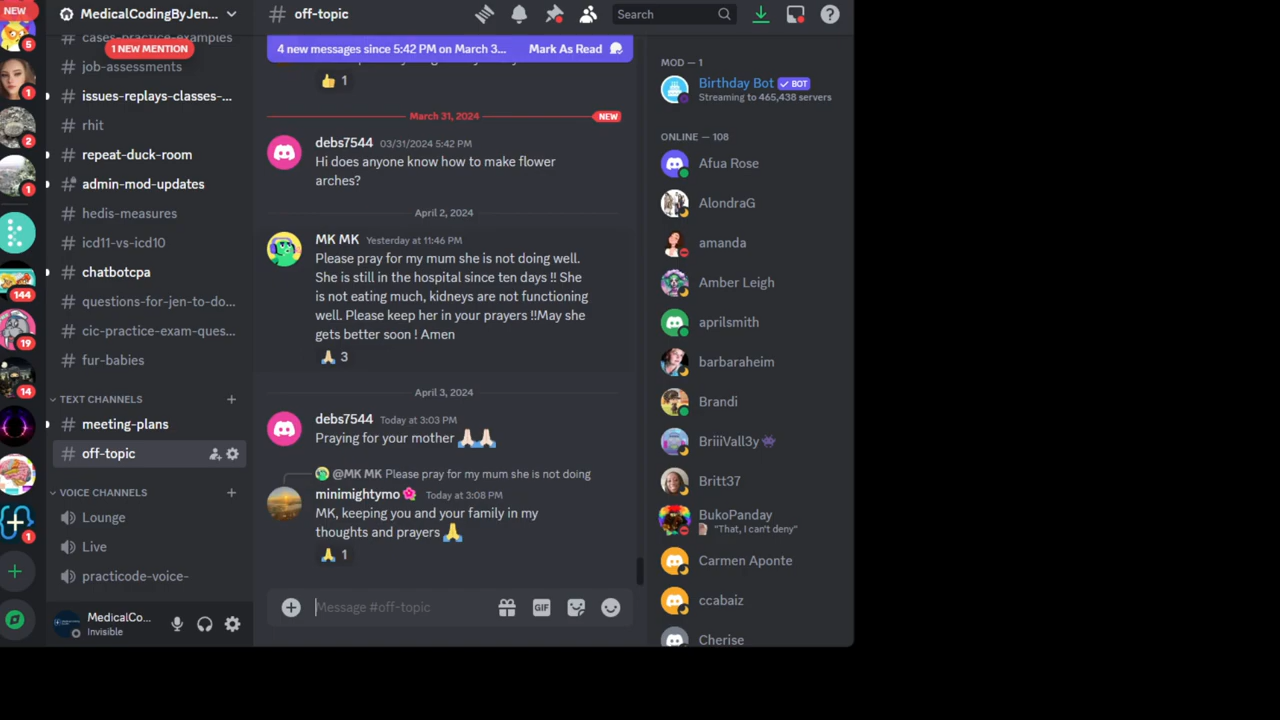 NEW
5
1
2
1
144
19
14
1
MedicalCodingByJen...
cases-practice-examples
1 NEW MENTION
# job-assessments
# issues-replays-classes-...
# rhit
# repeat-duck-room
# admin-mod-updates
# hedis-measures
# icd11-vs-icd10
# chatbotcpa
# questions-for-jen-to-do...
# cic-practice-exam-ques...
# fur-babies
TEXT CHANNELS +
# meeting-plans
# off-topic
VOICE CHANNELS +
Lounge
Live
practicode-voice-
MedicalCo...
Invisible
# off-topic
Search
4 new messages since 5:42 PM on March 3... Mark As Read
👍 1
March 31, 2024 NEW
debs7544 03/31/2024 5:42 PM
Hi does anyone know how to make flower
arches?
April 2, 2024
MK MK Yesterday at 11:46 PM
Please pray for my mum she is not doing well.
She is still in the hospital since ten days !! She
is not eating much, kidneys are not functioning
well. Please keep her in your prayers !!May she
gets better soon ! Amen
🙏 3
April 3, 2024
debs7544 Today at 3:03 PM
Praying for your mother 🙏🙏
@MK MK Please pray for my mum she is not doing
minimightymo🌺 Today at 3:08 PM
MK, keeping you and your family in my
thoughts and prayers 🙏
🙏 1
Message #off-topic
GIF
MOD — 1
Birthday Bot ✓ BOT
Streaming to 465,438 servers
ONLINE — 108
Afua Rose
AlondraG
amanda
Amber Leigh
aprilsmith
barbaraheim
Brandi
BriiiVall3y👾
Britt37
BukoPanday
"That, I can't deny"
Carmen Aponte
ccabaiz
Cherise